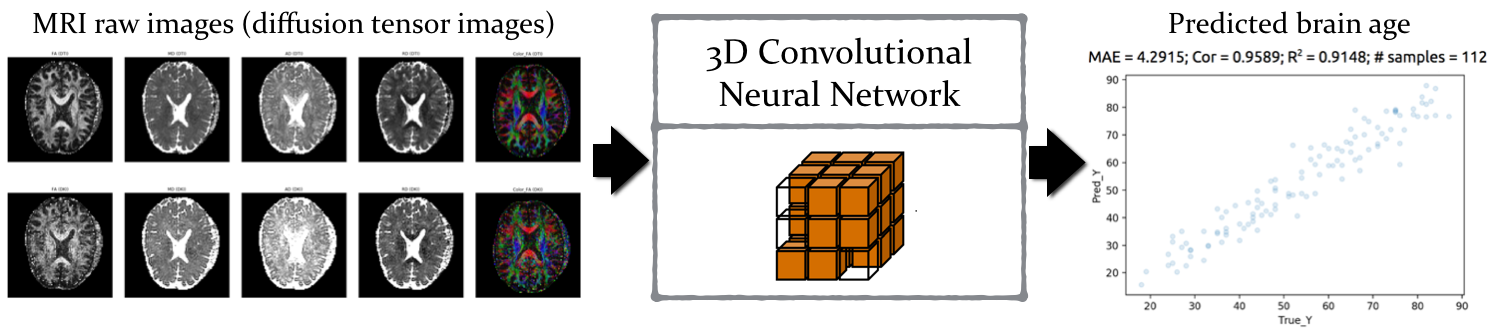 MRI raw images (diffusion tensor images)
FA (DTI)
MD (DTI)
AD (DTI)
RD (DTI)
Color_FA (DTI)
FA (DKI)
MD (DKI)
AD (DKI)
RD (DKI)
Color_FA (DKI)
3D Convolutional
Neural Network
Predicted brain age
MAE = 4.2915; Cor = 0.9589; R² = 0.9148; # samples = 112
90
80
70
60
50
40
30
20
Pred_Y
20 30 40 50 60 70 80 90
True_Y